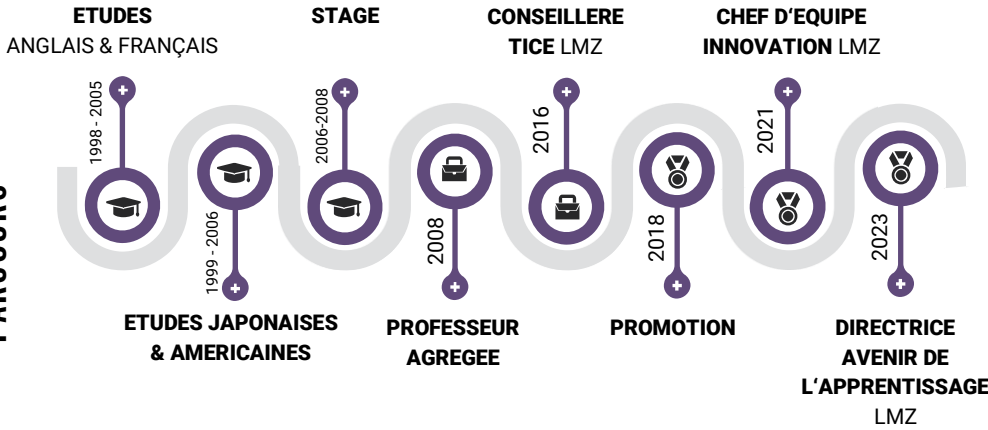 ETUDES
ANGLAIS & FRANÇAIS
1998 - 2005
1999 - 2006
ETUDES JAPONAISES
& AMERICAINES
STAGE
2006-2008
2008
PROFESSEUR
AGREGEE
CONSEILLERE
TICE LMZ
2016
2018
PROMOTION
CHEF D'EQUIPE
INNOVATION LMZ
2021
2023
DIRECTRICE
AVENIR DE
L'APPRENTISSAGE
LMZ